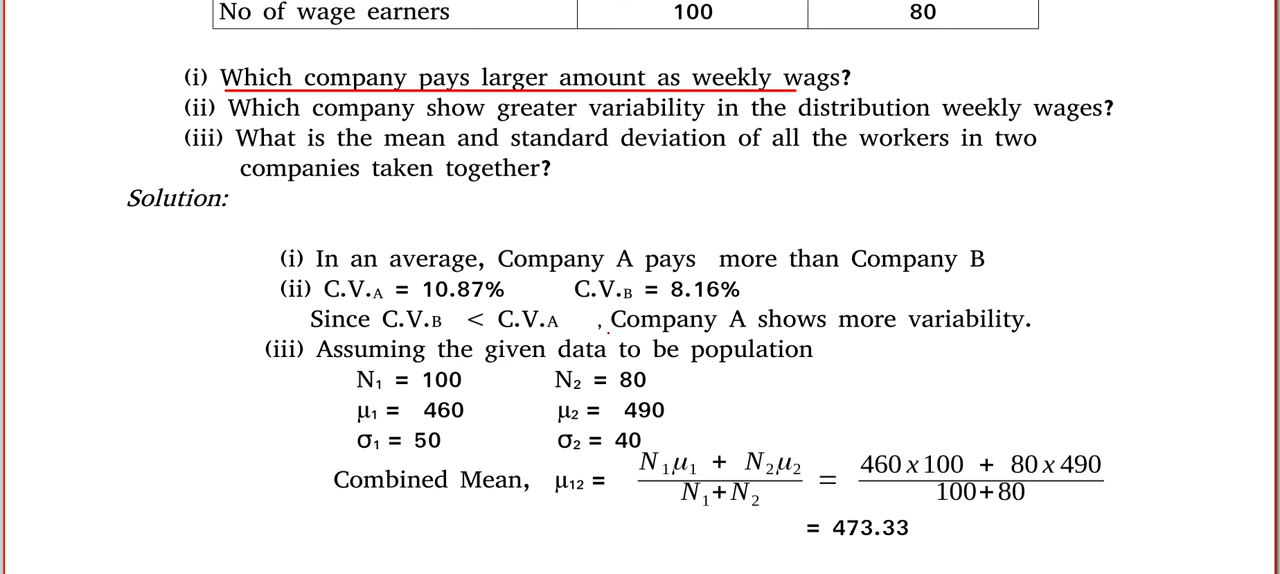 No of wage earners 100 80
(i) Which company pays larger amount as weekly wags?
(ii) Which company show greater variability in the distribution weekly wages?
(iii) What is the mean and standard deviation of all the workers in two
companies taken together?
Solution:
(i) In an average, Company A pays more than Company B
(ii) C.V.A = 10.87% C.V.B = 8.16%
Since C.V.B < C.V.A , Company A shows more variability.
(iii) Assuming the given data to be population
N₁ = 100 N₂ = 80
μ₁ = 460 μ₂ = 490
σ₁ = 50 σ₂ = 40
Combined Mean, μ₁₂ = (N₁μ₁ + N₂μ₂)/(N₁+N₂) = (460x100 + 80x490)/(100+80)
= 473.33